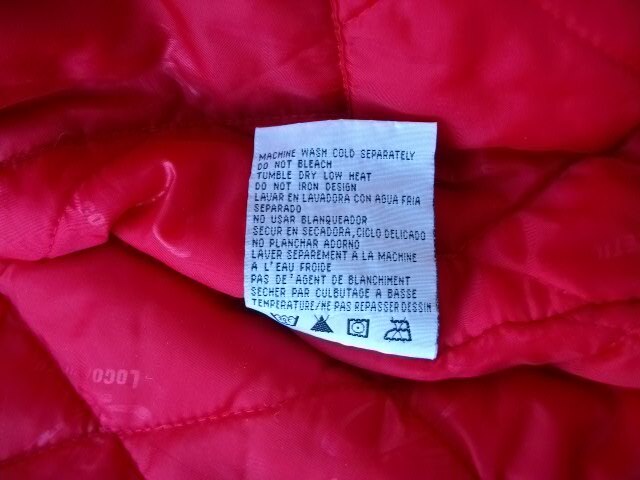 MACHINE WASH COLD SEPARATELY
DO NOT BLEACH
TUMBLE DRY LOW HEAT
DO NOT IRON DESIGN
LAVAR EN LAVADORA CON AGUA FRIA
SEPARADO
NO USAR BLANQUEADOR
SECUR EN SECADORA,CICLO DELICADO
NO PLANCHAR ADORNO
LAVER SEPAREMENT A LA MACHINE
A L'EAU FROIDE
PAS DE'AGENT DE BLANCHIMENT
SECHER PAR CULBUTAGE A BASSE
TEMPERATURE/NE PAS REPASSER DESSIN
LOCO